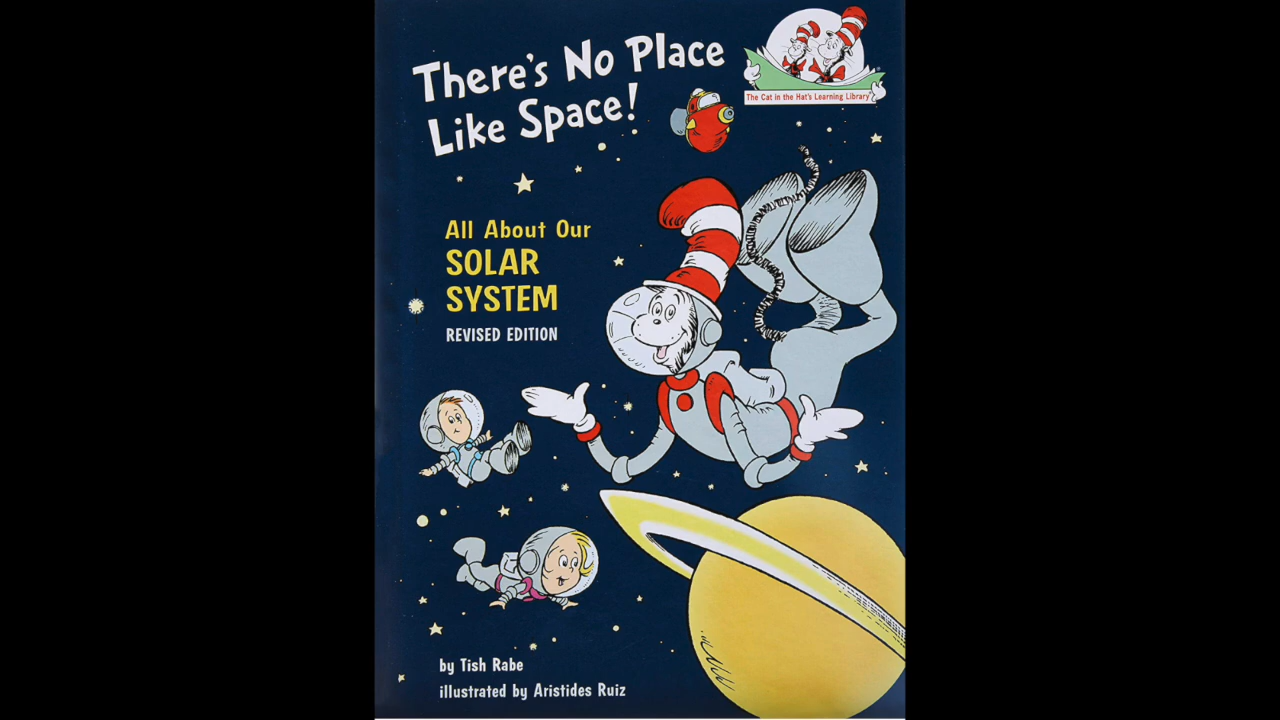 There's No Place
Like Space!
The Cat in the Hat's Learning Library®
All About Our
SOLAR
SYSTEM
REVISED EDITION
by Tish Rabe
illustrated by Aristides Ruiz